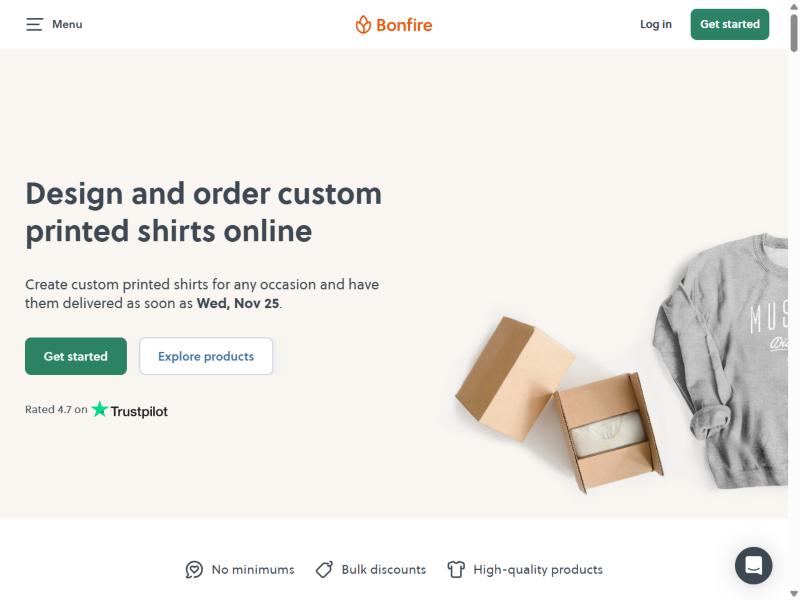 Menu
Bonfire
Log in
Get started
Design and order custom
printed shirts online
Create custom printed shirts for any occasion and have
them delivered as soon as Wed, Nov 25.
Get started
Explore products
Rated 4.7 on Trustpilot
MUS
No minimums
Bulk discounts
High-quality products